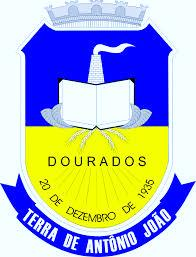 DOURADOS
20 DE DEZEMBRO DE 1935
TERRA DE ANTÔNIO JOÃO